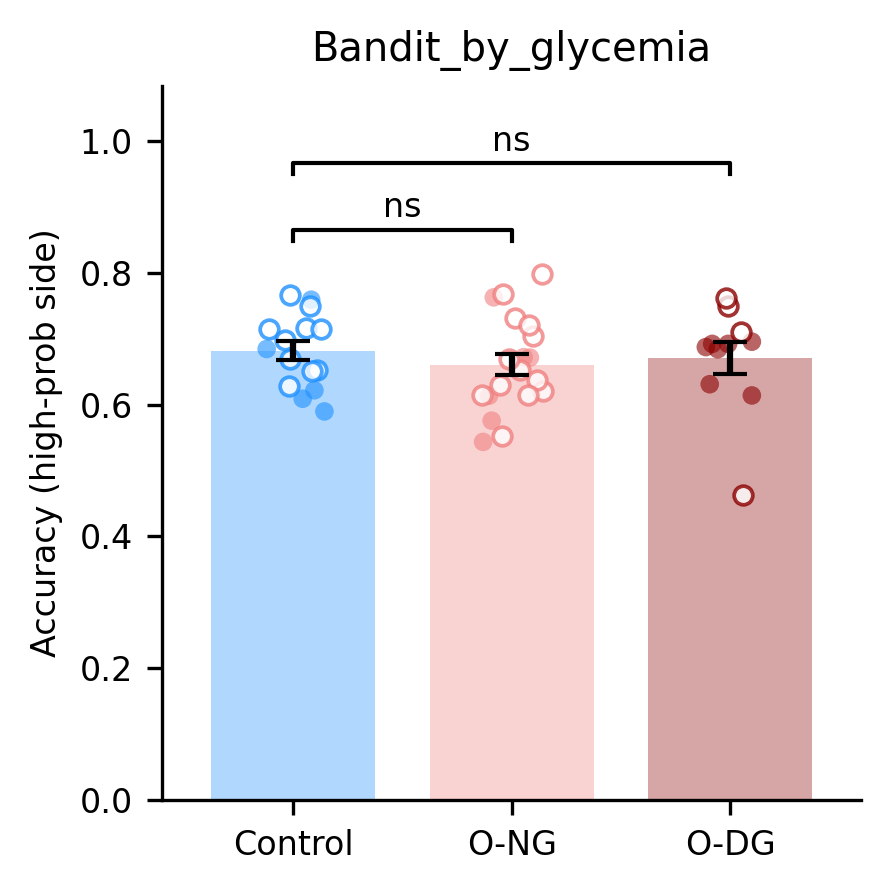 Bandit_by_glycemia
ns
ns
1.0
0.8
0.6
0.4
0.2
0.0
Accuracy (high-prob side)
Control
O-NG
O-DG